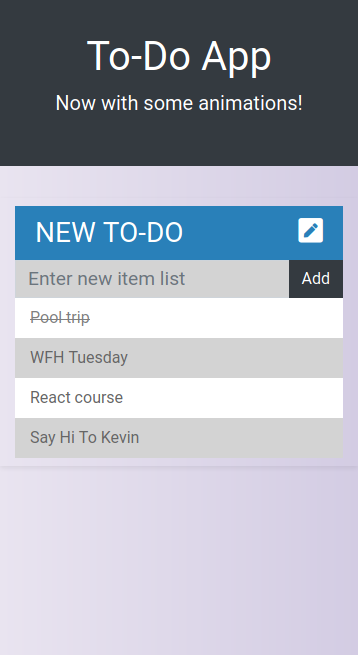 To-Do App
Now with some animations!
NEW TO-DO
Enter new item list
Add
Pool trip
WFH Tuesday
React course
Say Hi To Kevin